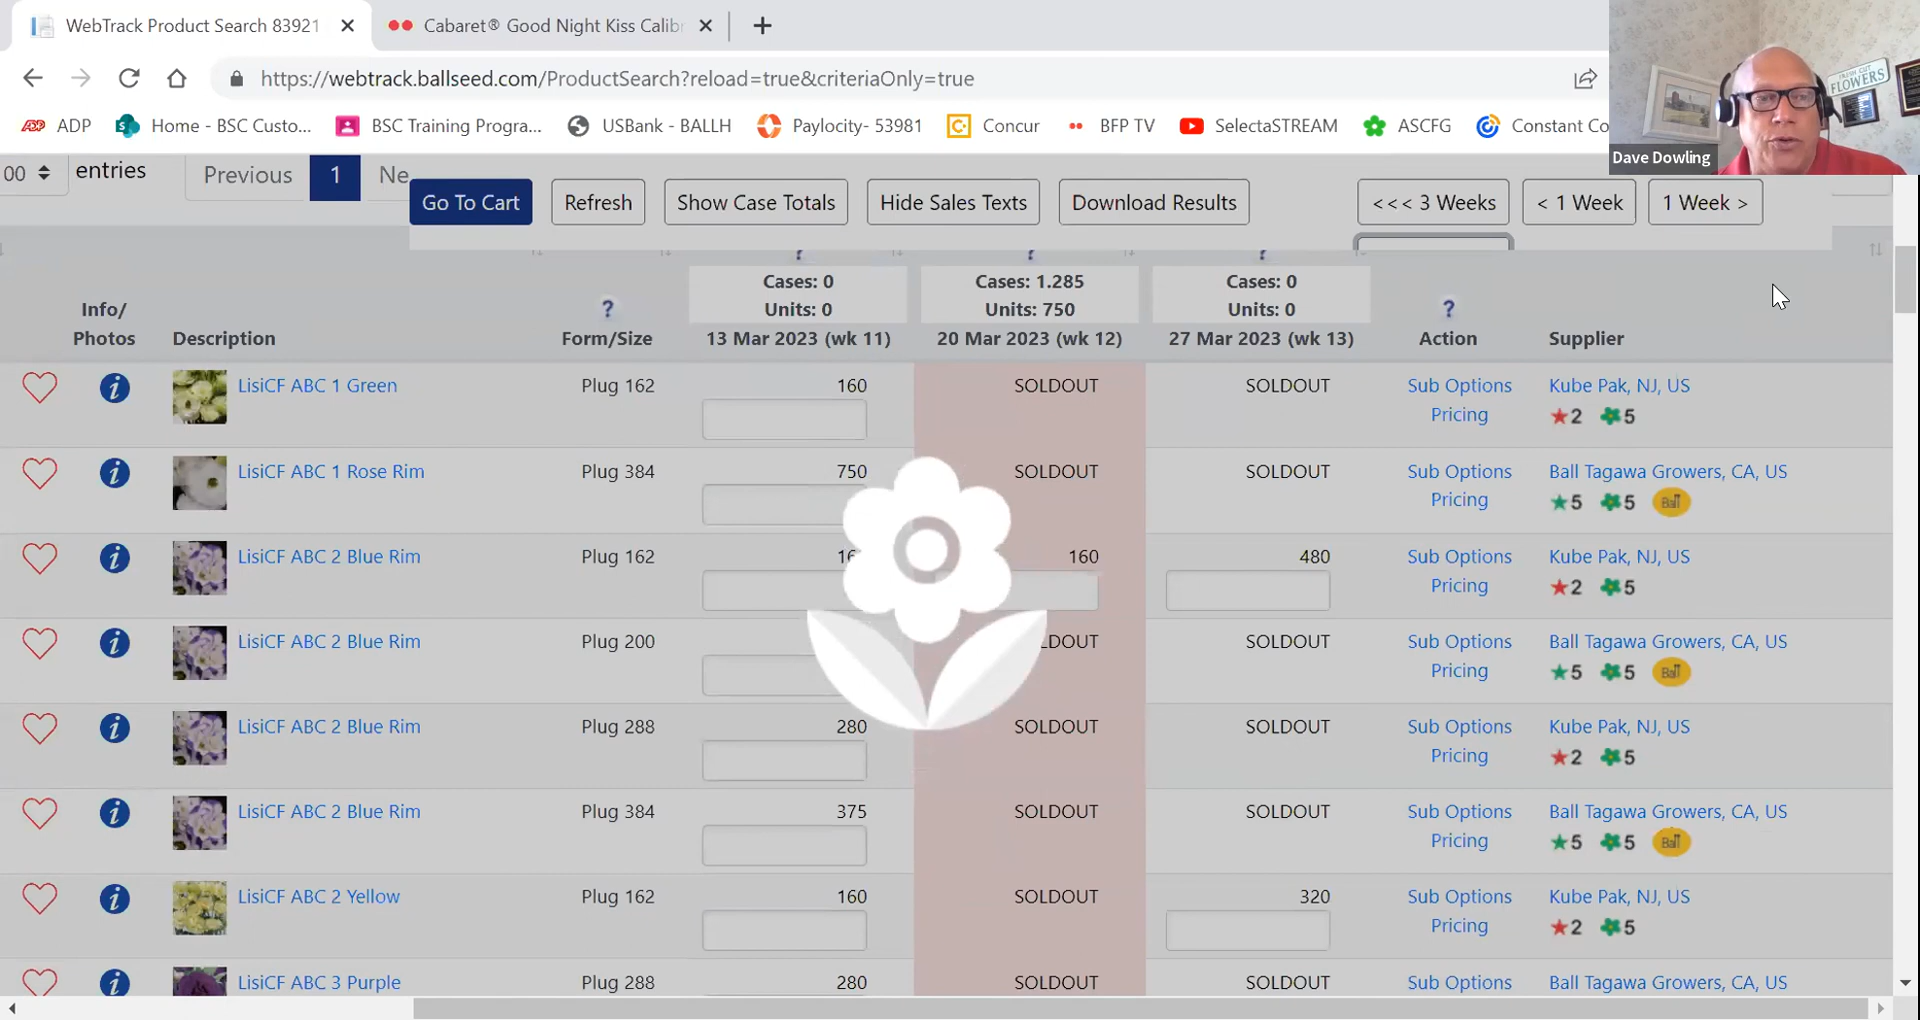 WebTrack Product Search 83921
Cabaret® Good Night Kiss Calib
https://webtrack.ballseed.com/ProductSearch?reload=true&criteriaOnly=true
ADP
Home - BSC Custo...
BSC Training Progra...
USBank - BALLH
Paylocity- 53981
Concur
BFP TV
SelectaSTREAM
ASCFG
Constant Co
FRESH CUT
FLOWERS
Dave Dowling
00 entries Previous 1 Ne
Go To Cart Refresh Show Case Totals Hide Sales Texts Download Results <<< 3 Weeks < 1 Week 1 Week >
? ? ?
Cases: 0 Cases: 1.285 Cases: 0
Info/ ? Units: 0 Units: 750 Units: 0 ?
Photos Description Form/Size 13 Mar 2023 (wk 11) 20 Mar 2023 (wk 12) 27 Mar 2023 (wk 13) Action Supplier
i LisiCF ABC 1 Green Plug 162 160 SOLDOUT SOLDOUT Sub Options Kube Pak, NJ, US
Pricing 2 5
i LisiCF ABC 1 Rose Rim Plug 384 750 SOLDOUT SOLDOUT Sub Options Ball Tagawa Growers, CA, US
Pricing 5 5 Ball
i LisiCF ABC 2 Blue Rim Plug 162 16 160 480 Sub Options Kube Pak, NJ, US
Pricing 2 5
i LisiCF ABC 2 Blue Rim Plug 200 LDOUT SOLDOUT Sub Options Ball Tagawa Growers, CA, US
Pricing 5 5 Ball
i LisiCF ABC 2 Blue Rim Plug 288 280 SOLDOUT SOLDOUT Sub Options Kube Pak, NJ, US
Pricing 2 5
i LisiCF ABC 2 Blue Rim Plug 384 375 SOLDOUT SOLDOUT Sub Options Ball Tagawa Growers, CA, US
Pricing 5 5 Ball
i LisiCF ABC 2 Yellow Plug 162 160 SOLDOUT 320 Sub Options Kube Pak, NJ, US
Pricing 2 5
i LisiCF ABC 3 Purple Plug 288 280 SOLDOUT SOLDOUT Sub Options Ball Tagawa Growers, CA, US